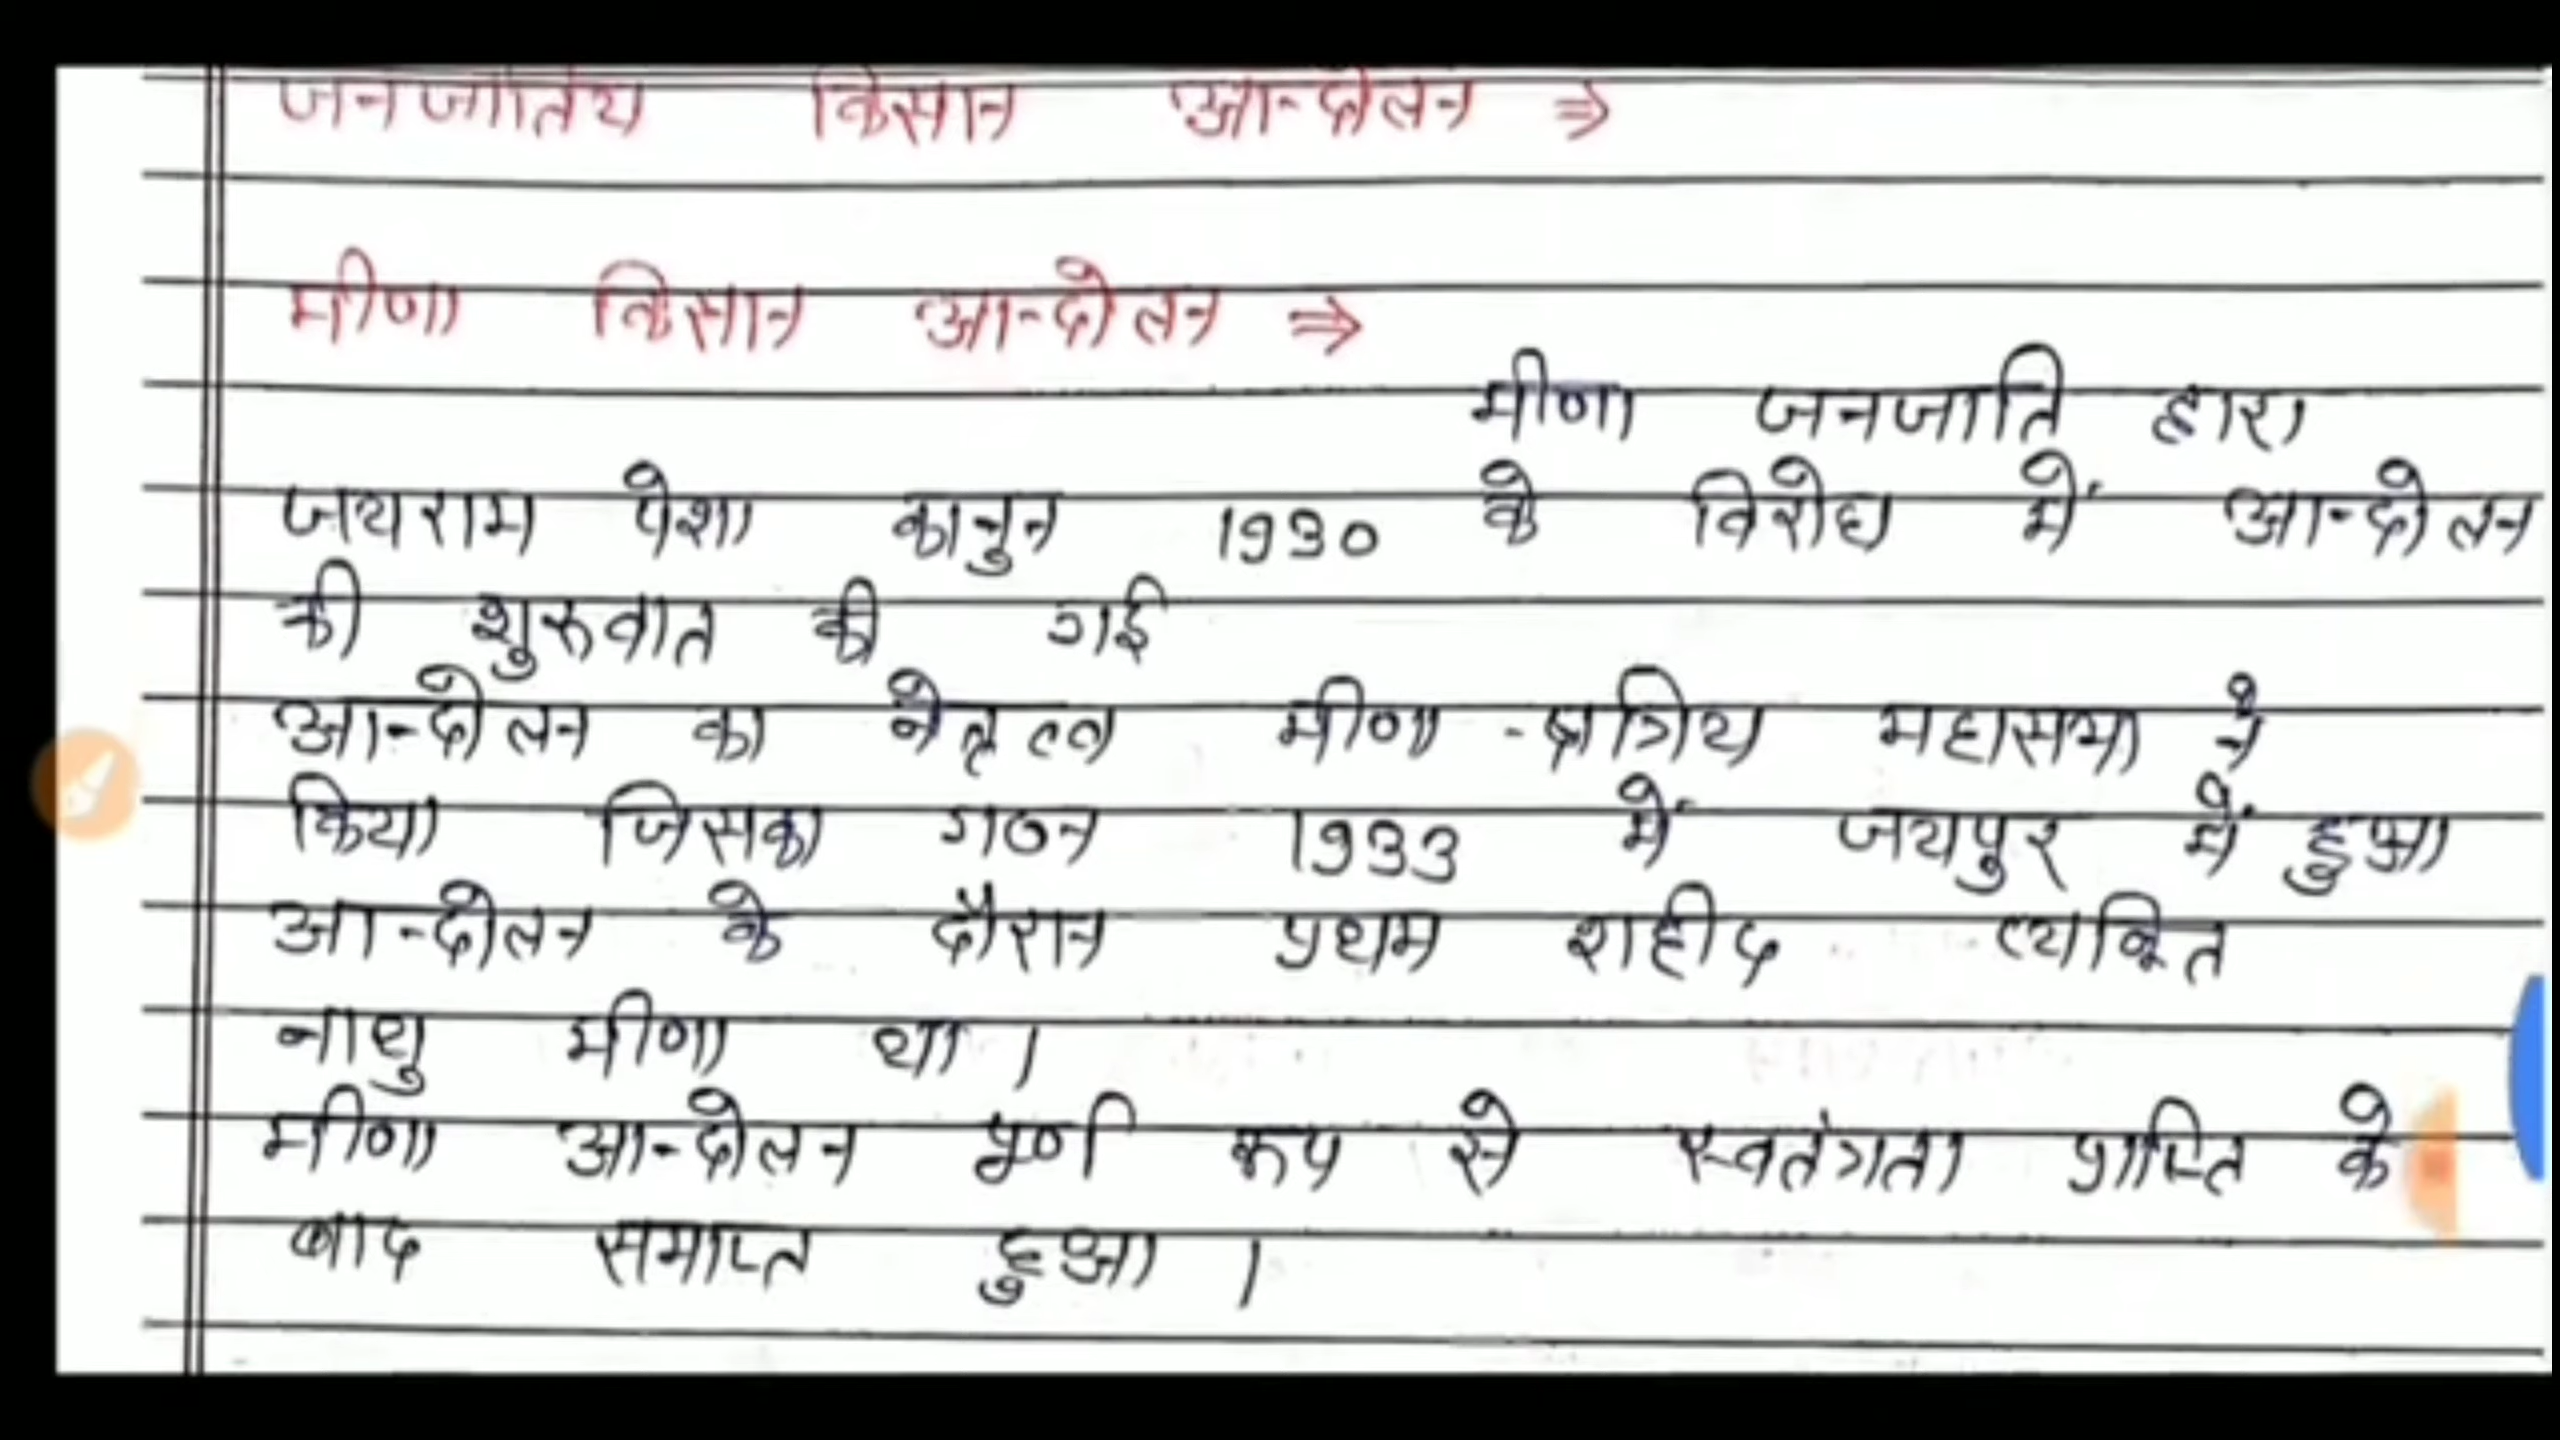 जनजातिय किसान आन्दोलन ⇒
मीणा किसान आन्दोलन ⇒
मीणा जनजाति द्वारा
जयराम पेशा कानुन 1930 के विरोध में आन्दोलन
की शुरुवात की गई
आन्दोलन का नेतृत्व मीणा - क्षत्रिय महासभा ने
किया जिसका गठन 1933 में जयपुर में हुआ
आन्दोलन के दौरान प्रथम शहीद व्यक्ति
नाथु मीणा था ।
मीणा आन्दोलन पूर्ण रूप से स्वतंत्रता प्राप्ति के
बाद समाप्त हुआ ।